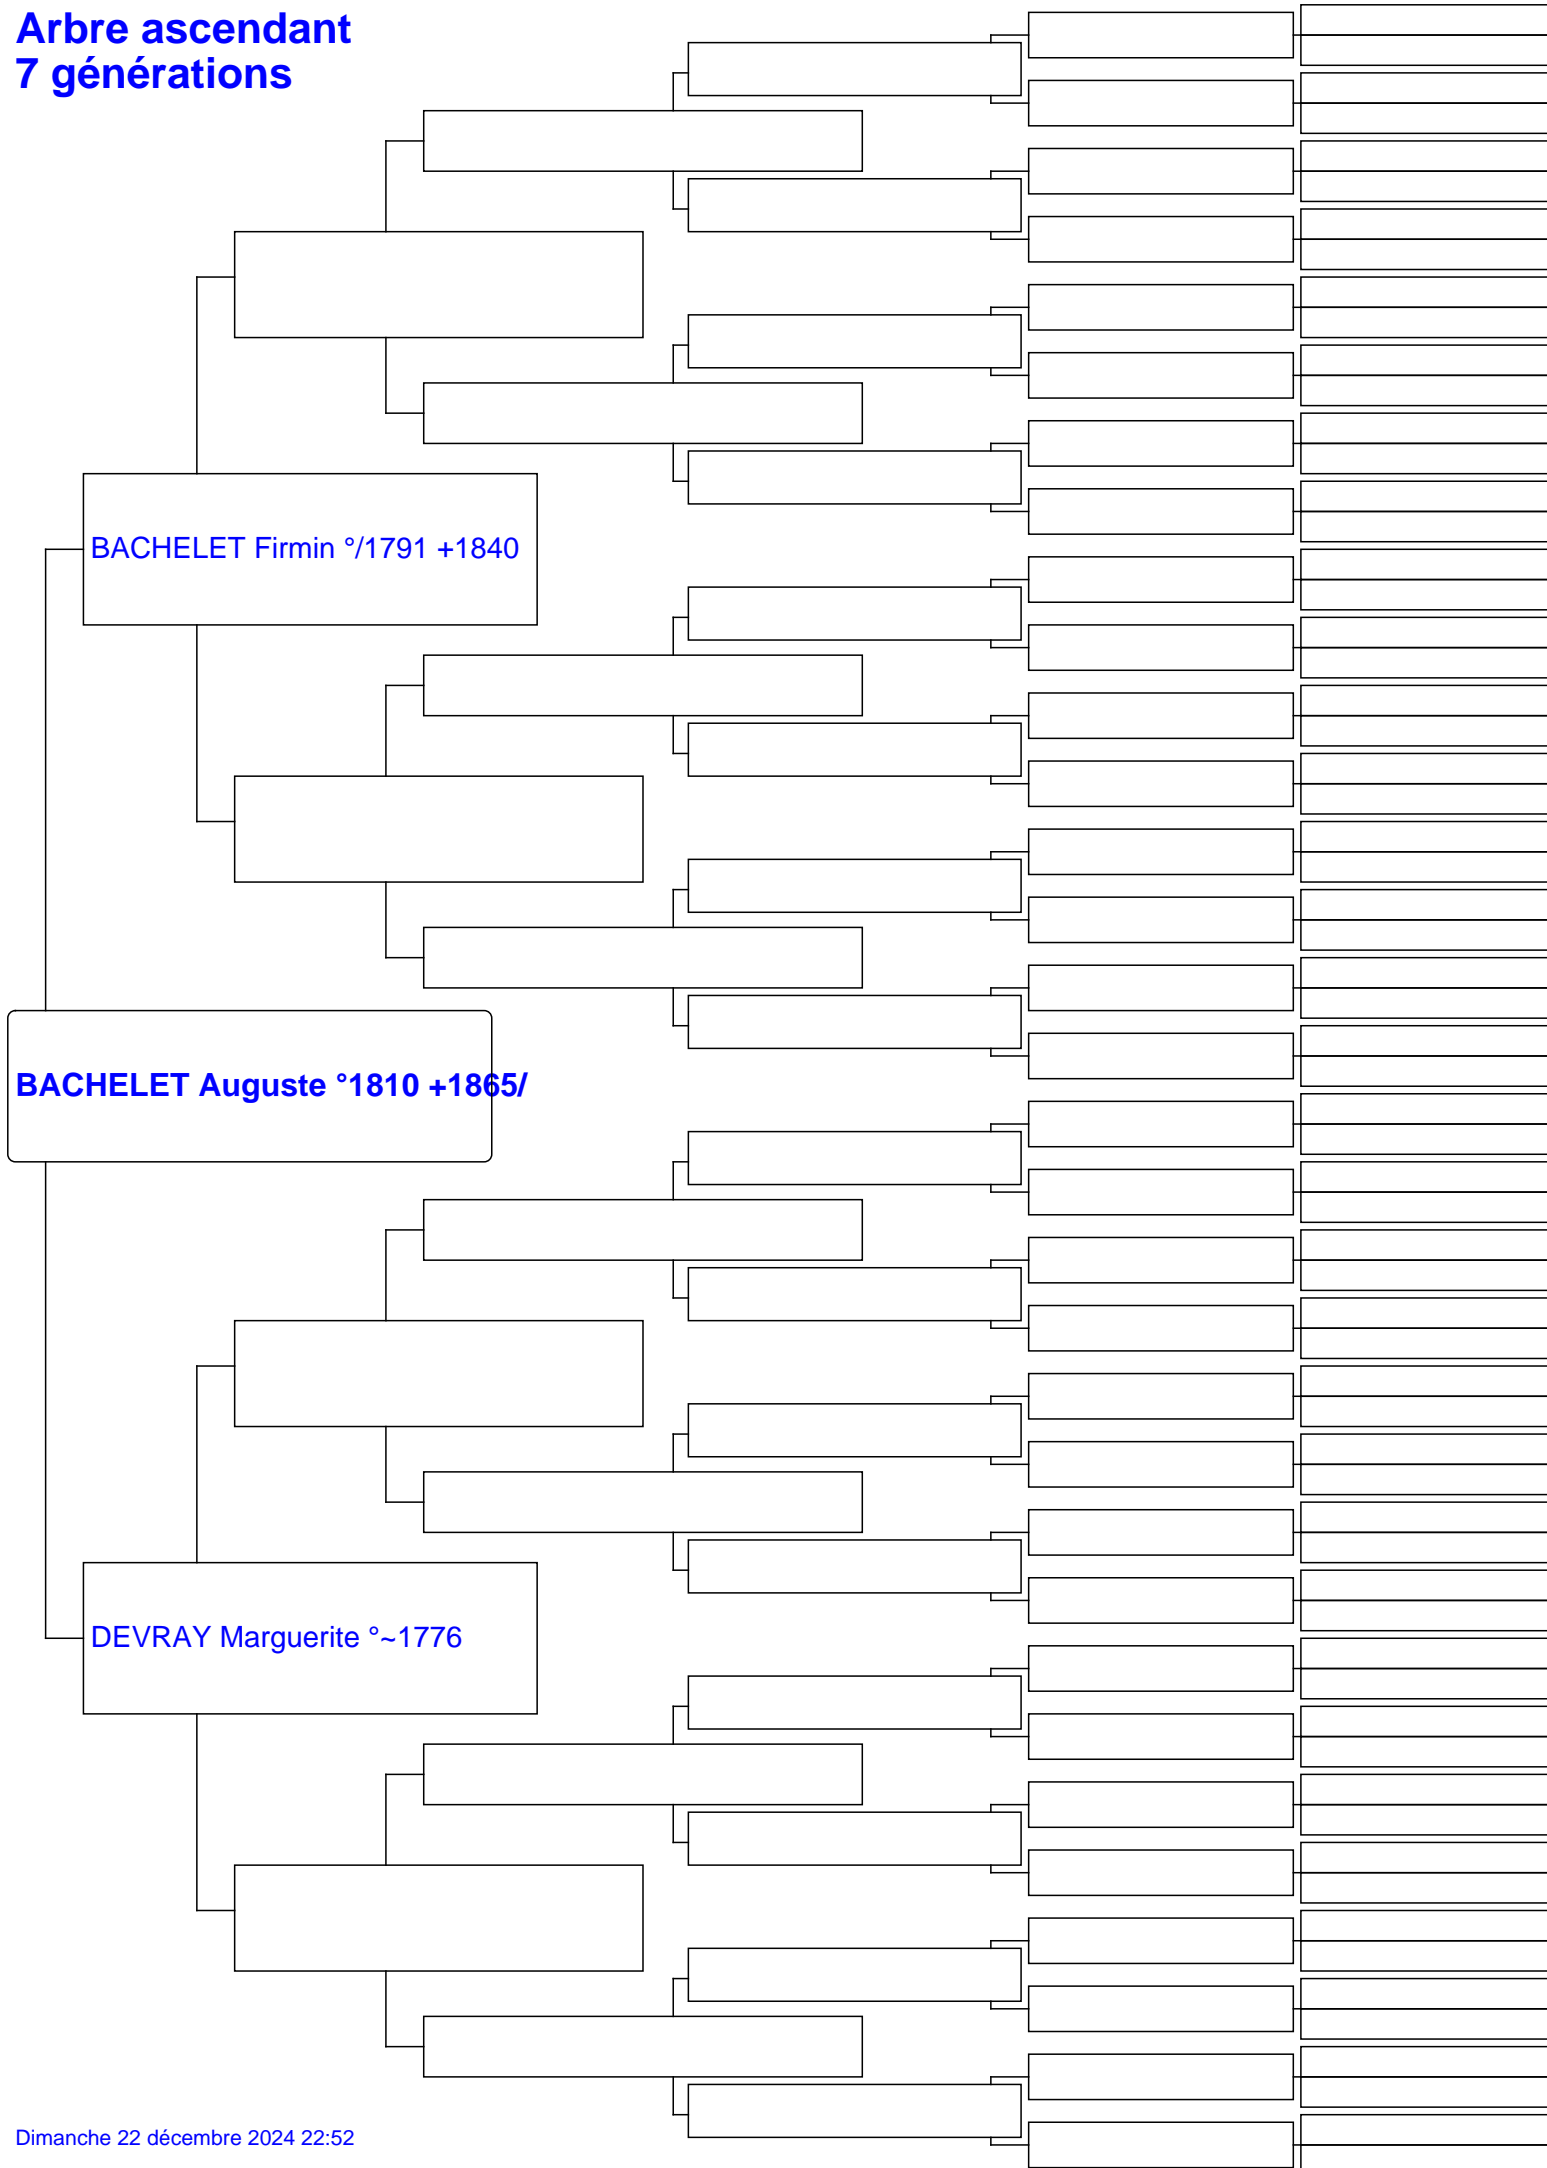 Arbre ascendant
7 générations
BACHELET Firmin °/1791 +1840
BACHELET Auguste °1810 +1865/
DEVRAY Marguerite °~1776
Dimanche 22 décembre 2024 22:52